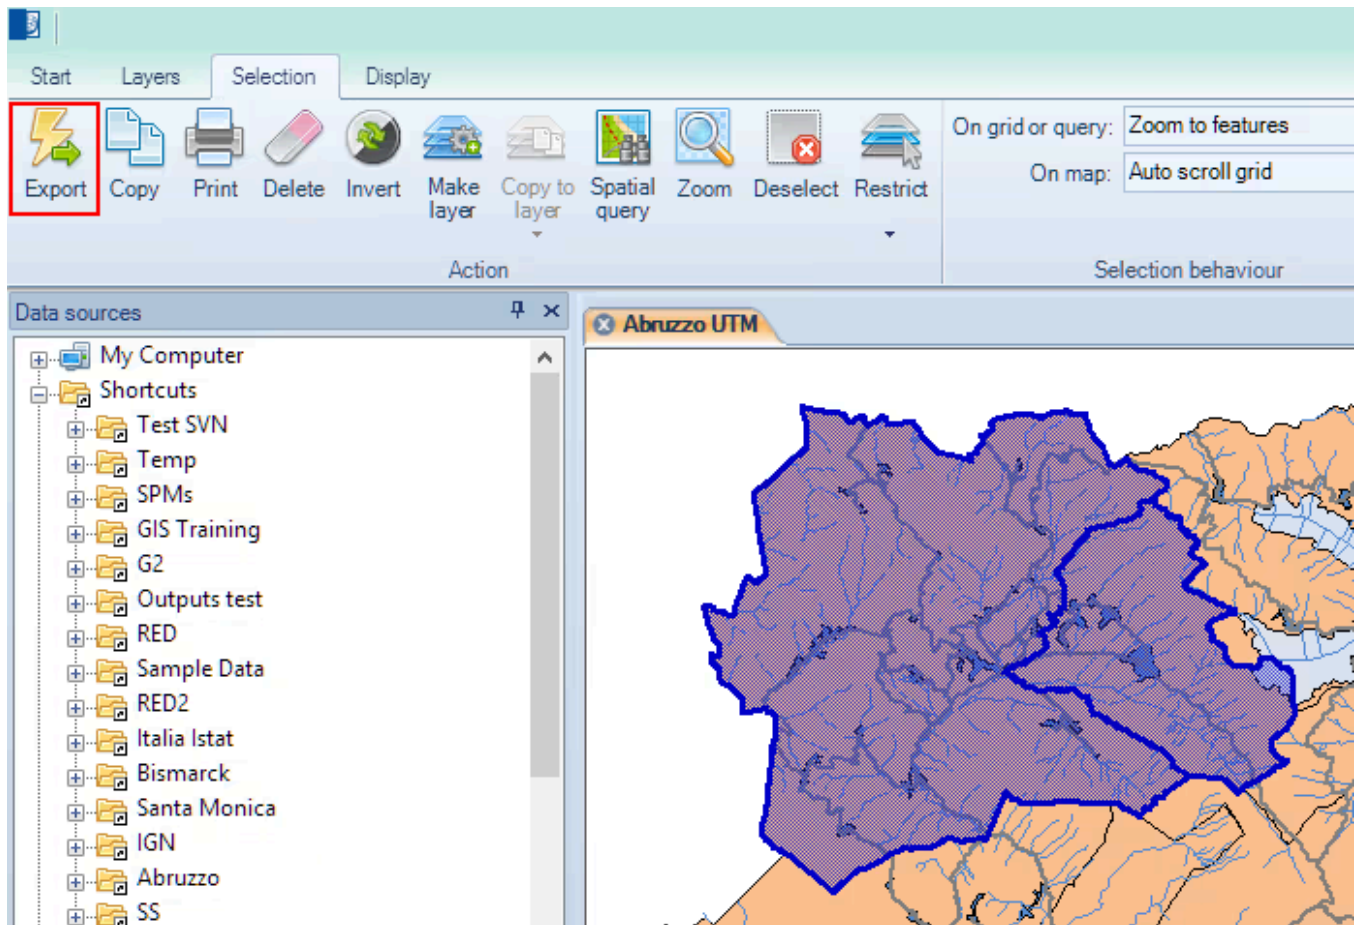 Start Layers Selection Display
Export Copy Print Delete Invert Make layer Copy to layer Spatial query Zoom Deselect Restrict
On grid or query: Zoom to features
On map: Auto scroll grid
Action Selection behaviour
Data sources
Abruzzo UTM
My Computer
Shortcuts
Test SVN
Temp
SPMs
GIS Training
G2
Outputs test
RED
Sample Data
RED2
Italia Istat
Bismarck
Santa Monica
IGN
Abruzzo
SS